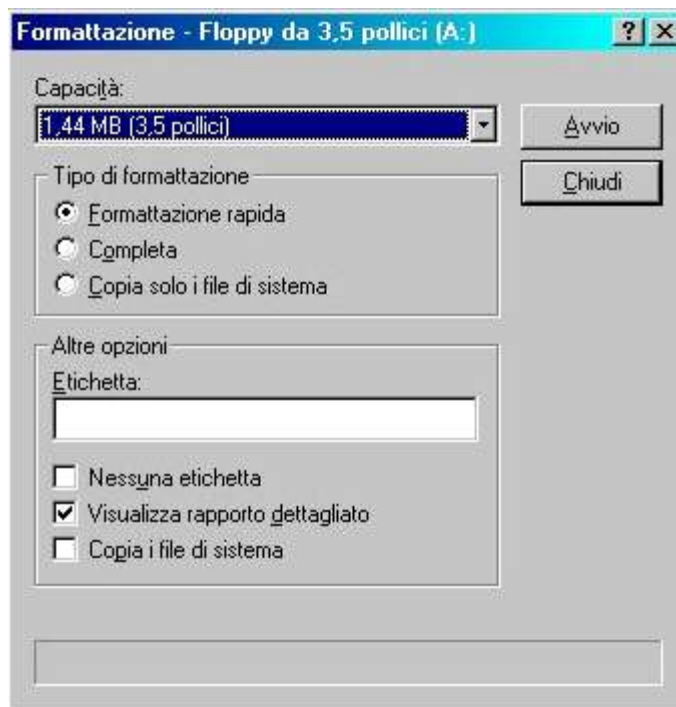 Formattazione - Floppy da 3,5 pollici (A:)
Capacità:
1,44 MB (3,5 pollici)
Avvio
Chiudi
Tipo di formattazione
Formattazione rapida
Completa
Copia solo i file di sistema
Altre opzioni
Etichetta:
Nessuna etichetta
Visualizza rapporto dettagliato
Copia i file di sistema